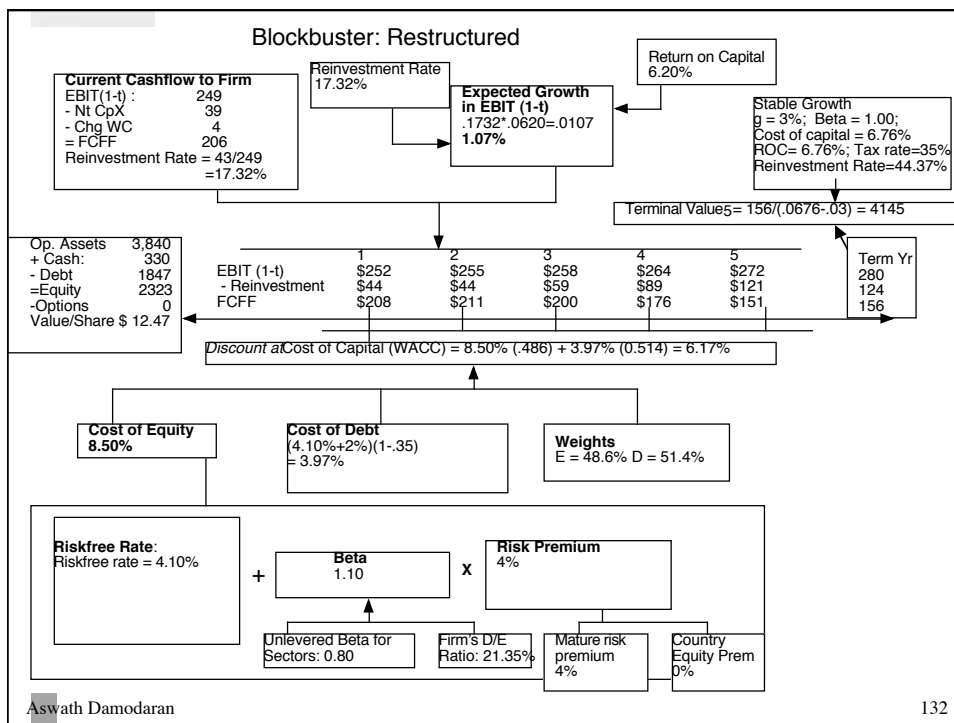 Blockbuster: Restructured
Current Cashflow to Firm
EBIT(1-t) : 249
- Nt CpX 39
- Chg WC 4
= FCFF 206
Reinvestment Rate = 43/249
=17.32%
Reinvestment Rate
17.32%
Expected Growth
in EBIT (1-t)
.1732*.0620=.0107
1.07%
Return on Capital
6.20%
Stable Growth
g = 3%; Beta = 1.00;
Cost of capital = 6.76%
ROC= 6.76%; Tax rate=35%
Reinvestment Rate=44.37%
Terminal Value5= 156/(.0676-.03) = 4145
Op. Assets 3,840
+ Cash: 330
- Debt 1847
=Equity 2323
-Options 0
Value/Share $ 12.47
1 2 3 4 5
EBIT (1-t) $252 $255 $258 $264 $272
- Reinvestment $44 $44 $59 $89 $121
FCFF $208 $211 $200 $176 $151
Term Yr
280
124
156
Discount at Cost of Capital (WACC) = 8.50% (.486) + 3.97% (0.514) = 6.17%
Cost of Equity
8.50%
Cost of Debt
(4.10%+2%)(1-.35)
= 3.97%
Weights
E = 48.6% D = 51.4%
Riskfree Rate:
Riskfree rate = 4.10%
+
Beta
1.10
X
Risk Premium
4%
Unlevered Beta for
Sectors: 0.80
Firm's D/E
Ratio: 21.35%
Mature risk
premium
4%
Country
Equity Prem
0%
Aswath Damodaran
132